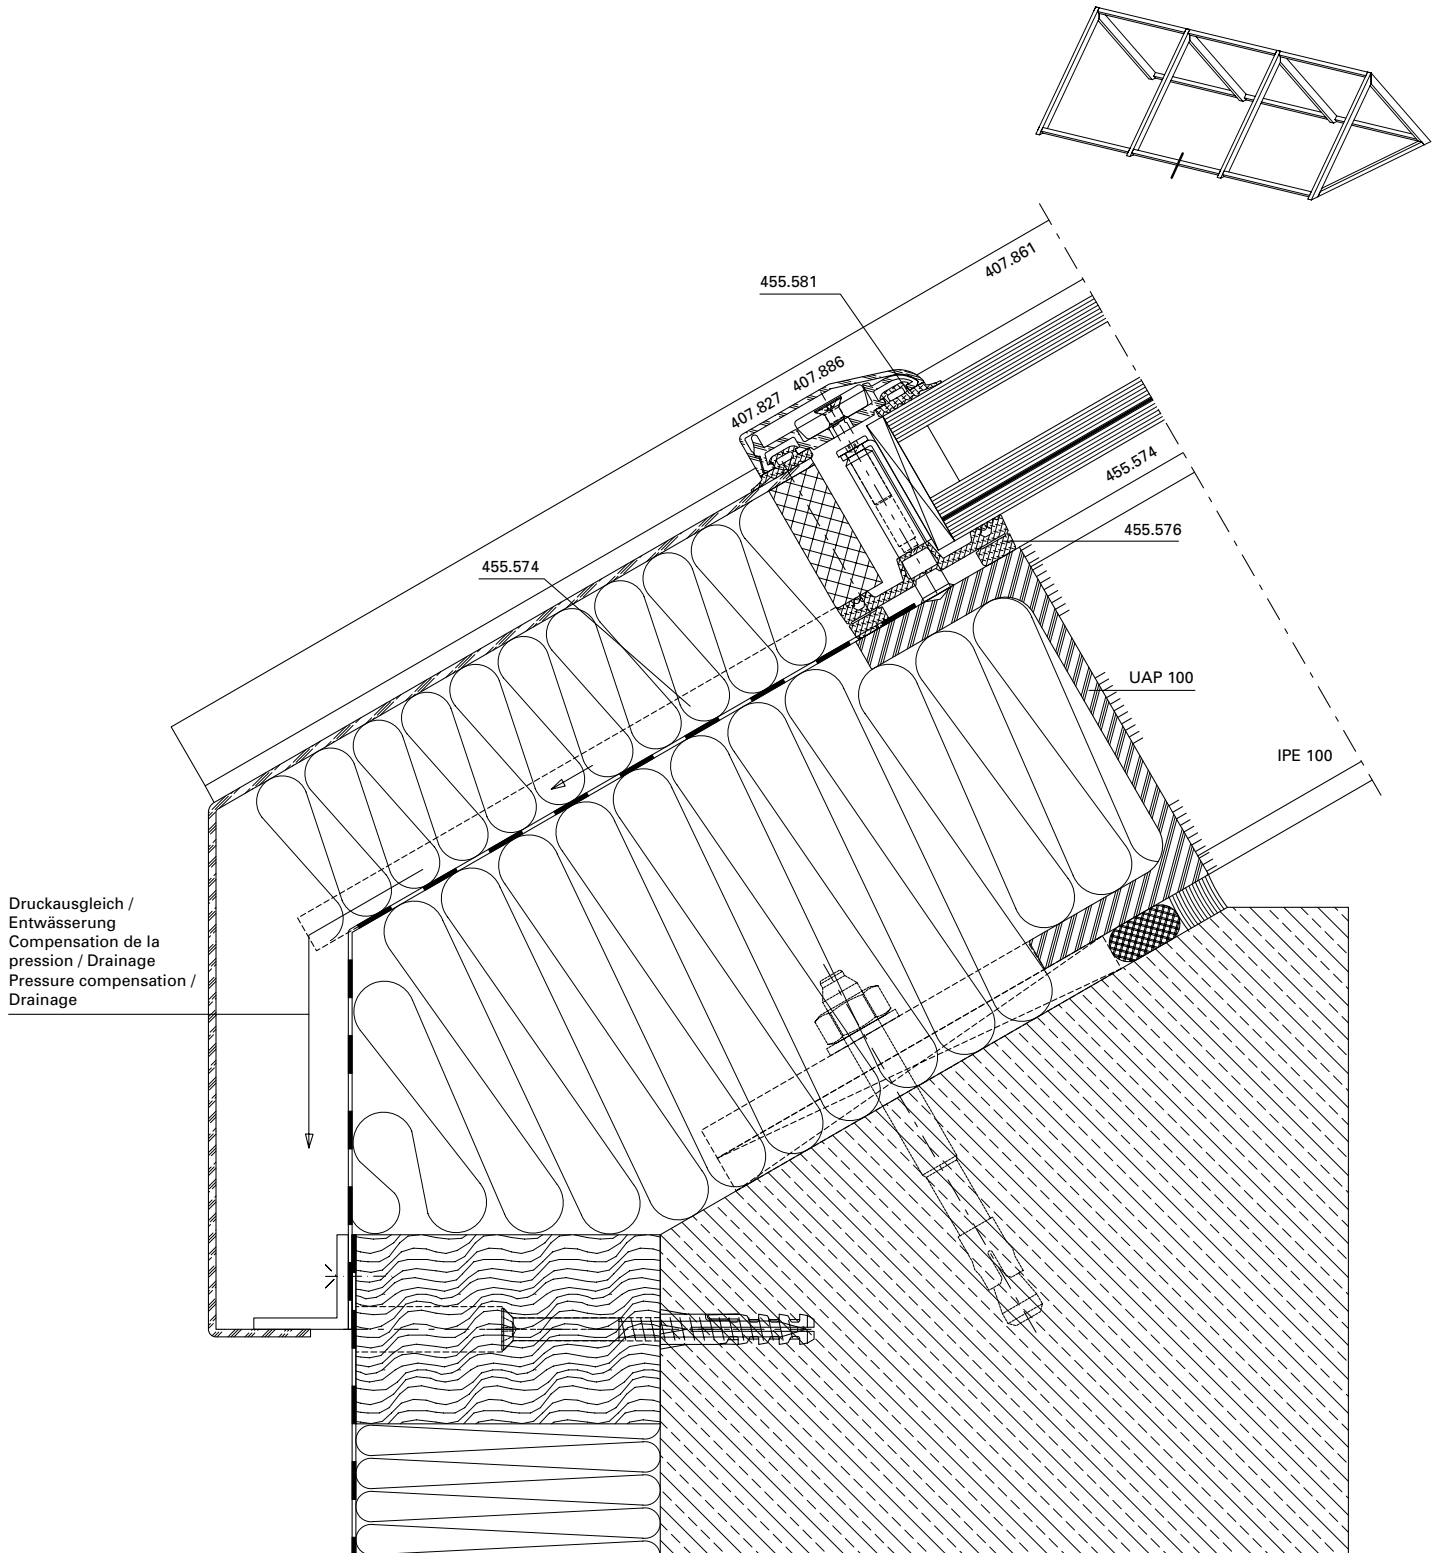 407.861
455.581
407.886
407.827
455.574
455.576
455.574
UAP 100
IPE 100
Druckausgleich /
Entwässerung
Compensation de la
pression / Drainage
Pressure compensation /
Drainage